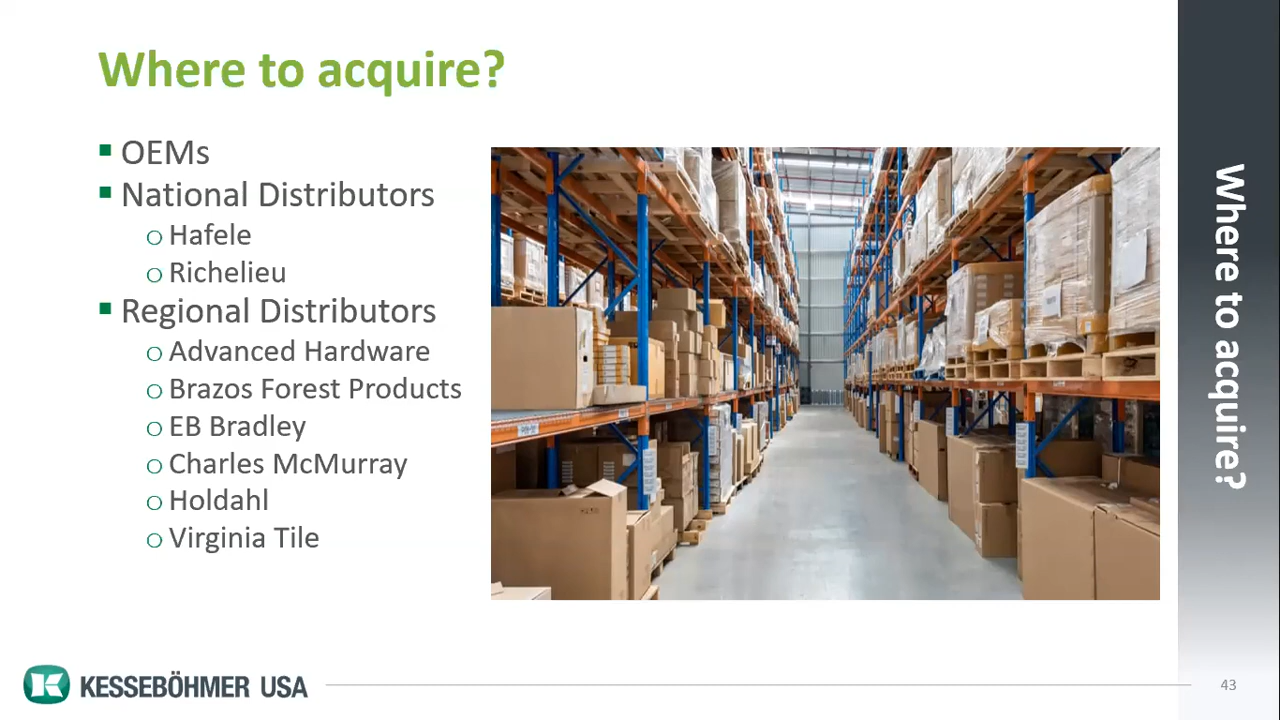 Where to acquire?
OEMs
National Distributors
Hafele
Richelieu
Regional Distributors
Advanced Hardware
Brazos Forest Products
EB Bradley
Charles McMurray
Holdahl
Virginia Tile
Where to acquire?
KESSEBÖHMER USA
43